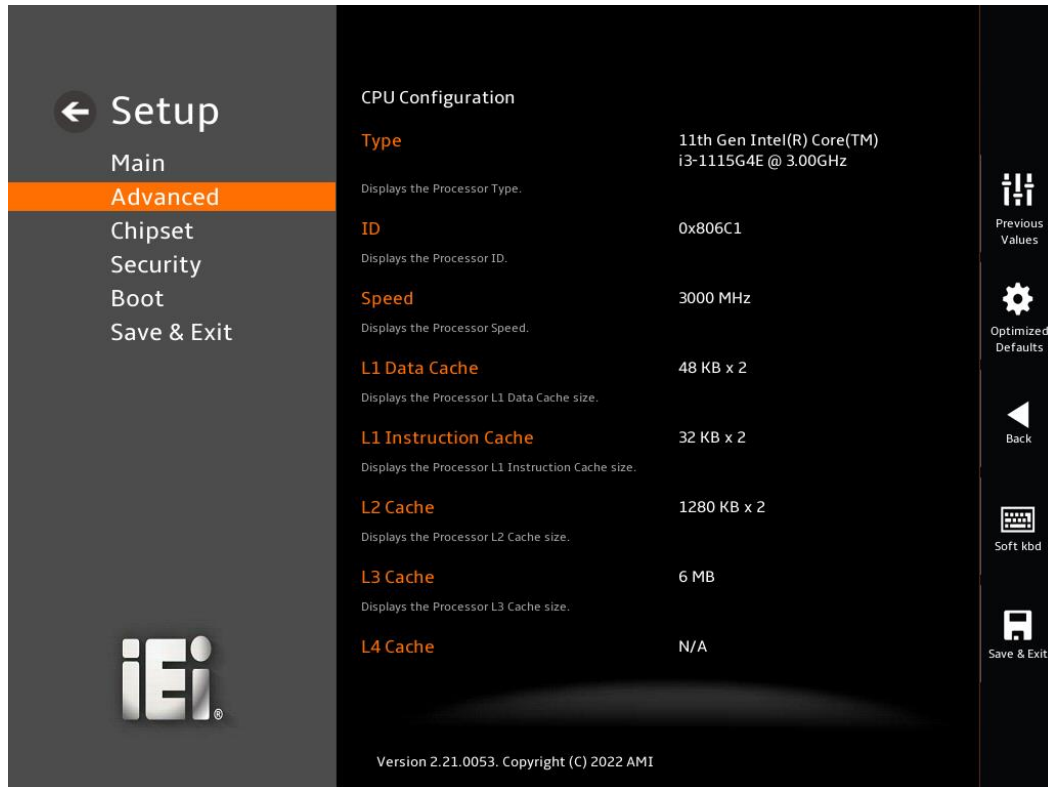 Setup
Main
Advanced
Chipset
Security
Boot
Save & Exit
iEi®
CPU Configuration
Type
11th Gen Intel(R) Core(TM)
i3-1115G4E @ 3.00GHz
Displays the Processor Type.
ID
0x806C1
Displays the Processor ID.
Speed
3000 MHz
Displays the Processor Speed.
L1 Data Cache
48 KB x 2
Displays the Processor L1 Data Cache size.
L1 Instruction Cache
32 KB x 2
Displays the Processor L1 Instruction Cache size.
L2 Cache
1280 KB x 2
Displays the Processor L2 Cache size.
L3 Cache
6 MB
Displays the Processor L3 Cache size.
L4 Cache
N/A
Version 2.21.0053. Copyright (C) 2022 AMI
Previous
Values
Optimized
Defaults
Back
Soft kbd
Save & Exit